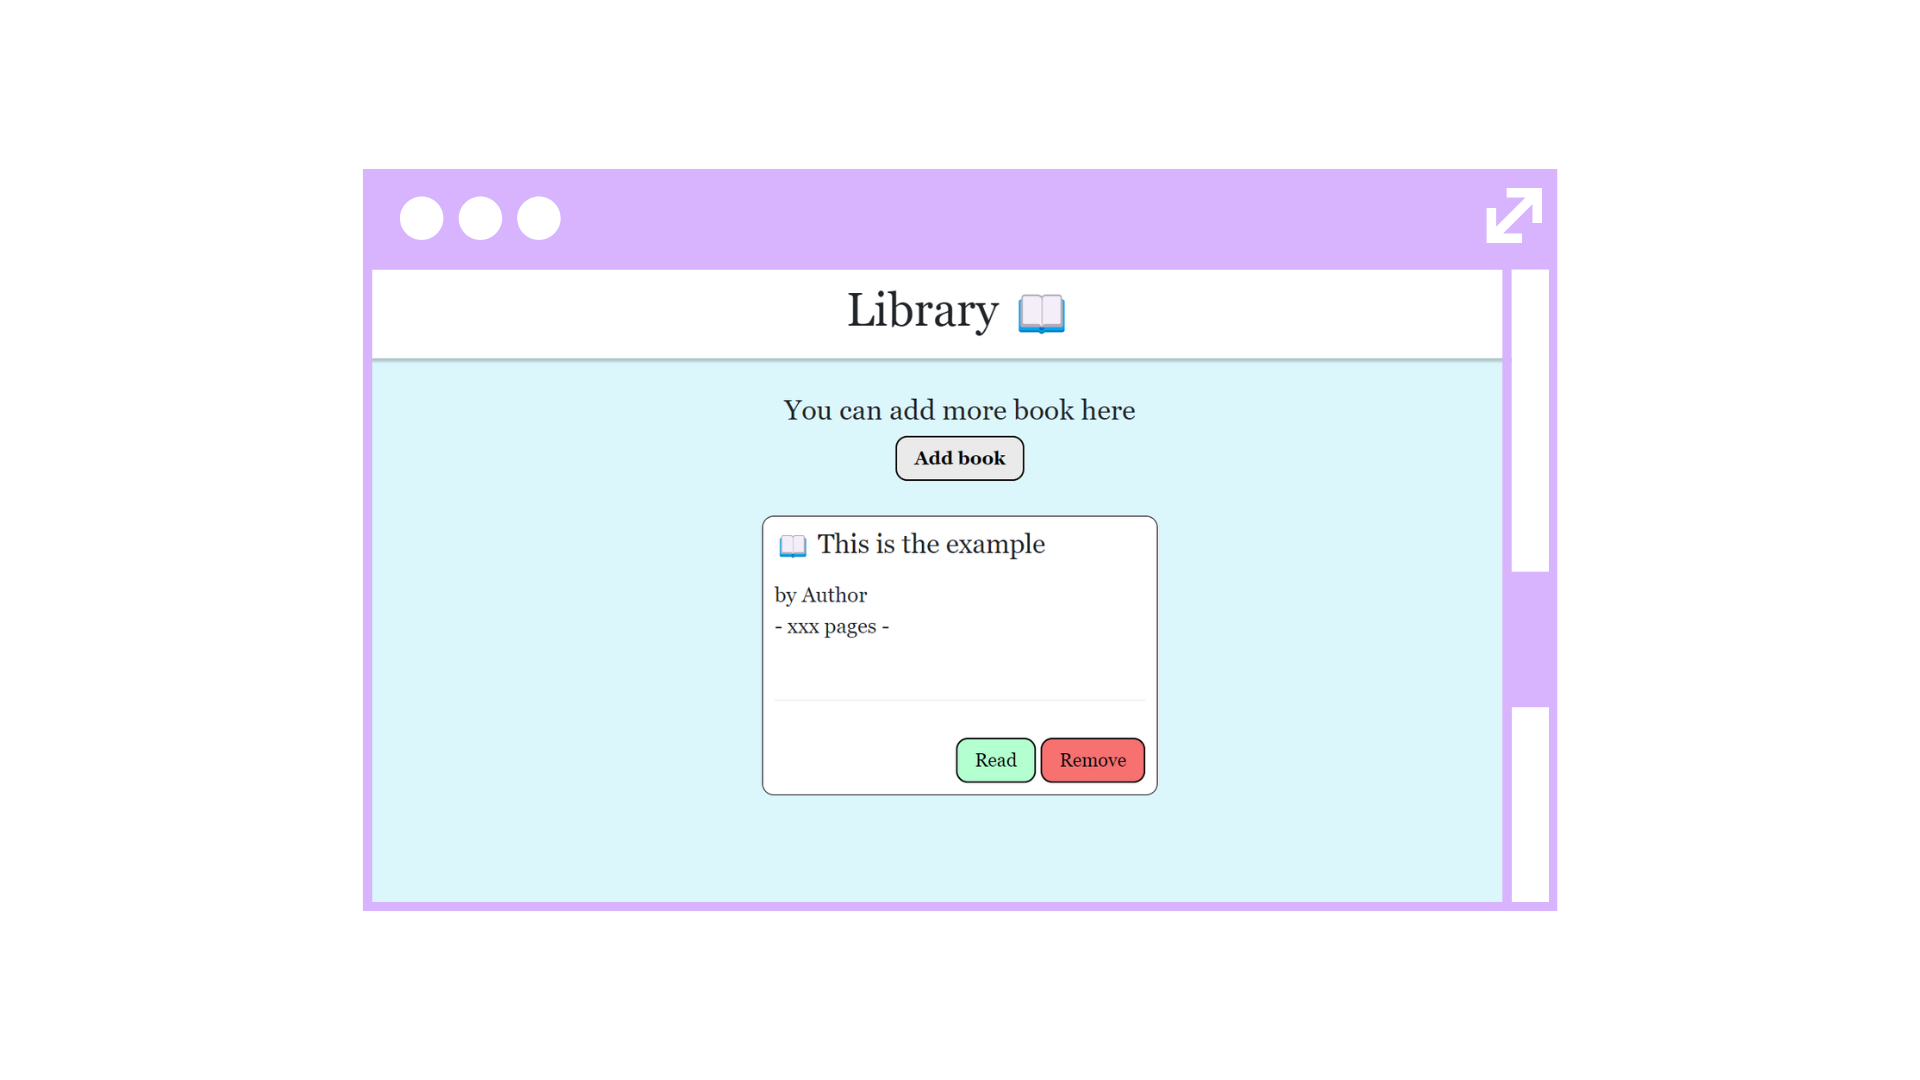 Library 📖
You can add more book here
Add book
📖 This is the example
by Author
- xxx pages -
Read Remove